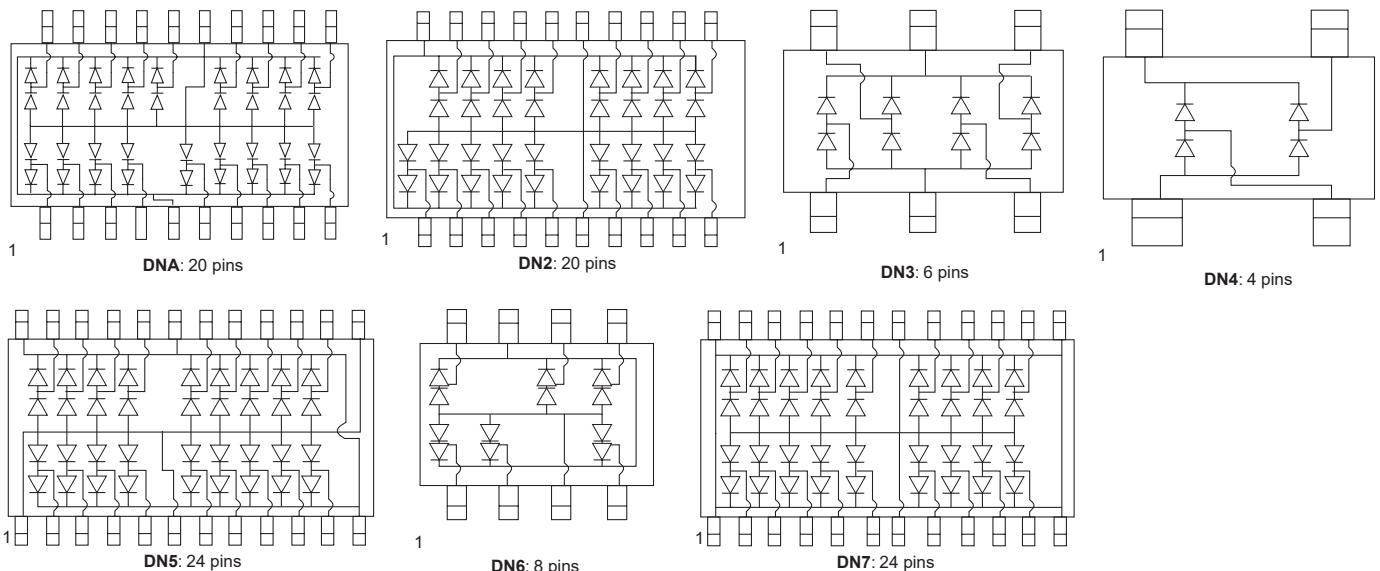 1
DNA: 20 pins
1
DN2: 20 pins
1
DN3: 6 pins
1
DN4: 4 pins
1
DN5: 24 pins
1
DN6: 8 pins
1
DN7: 24 pins